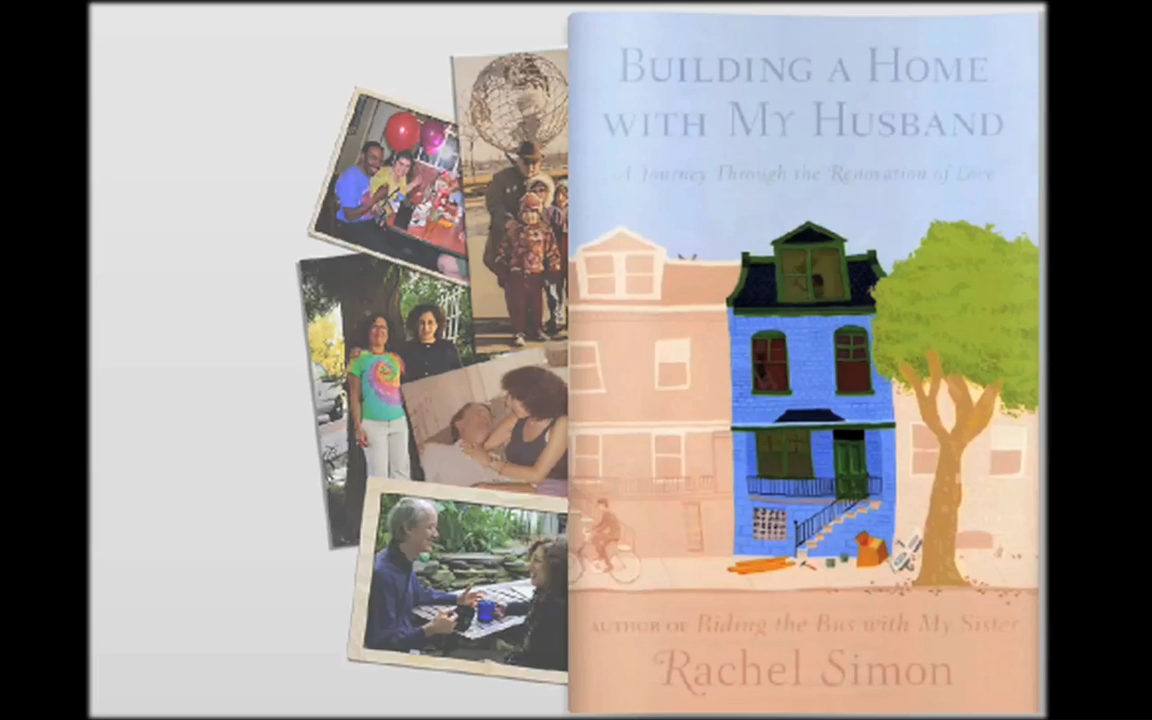 BUILDING A HOME
WITH MY HUSBAND
A Journey Through the Renovation of Love
AUTHOR OF Riding the Bus with My Sister
Rachel Simon